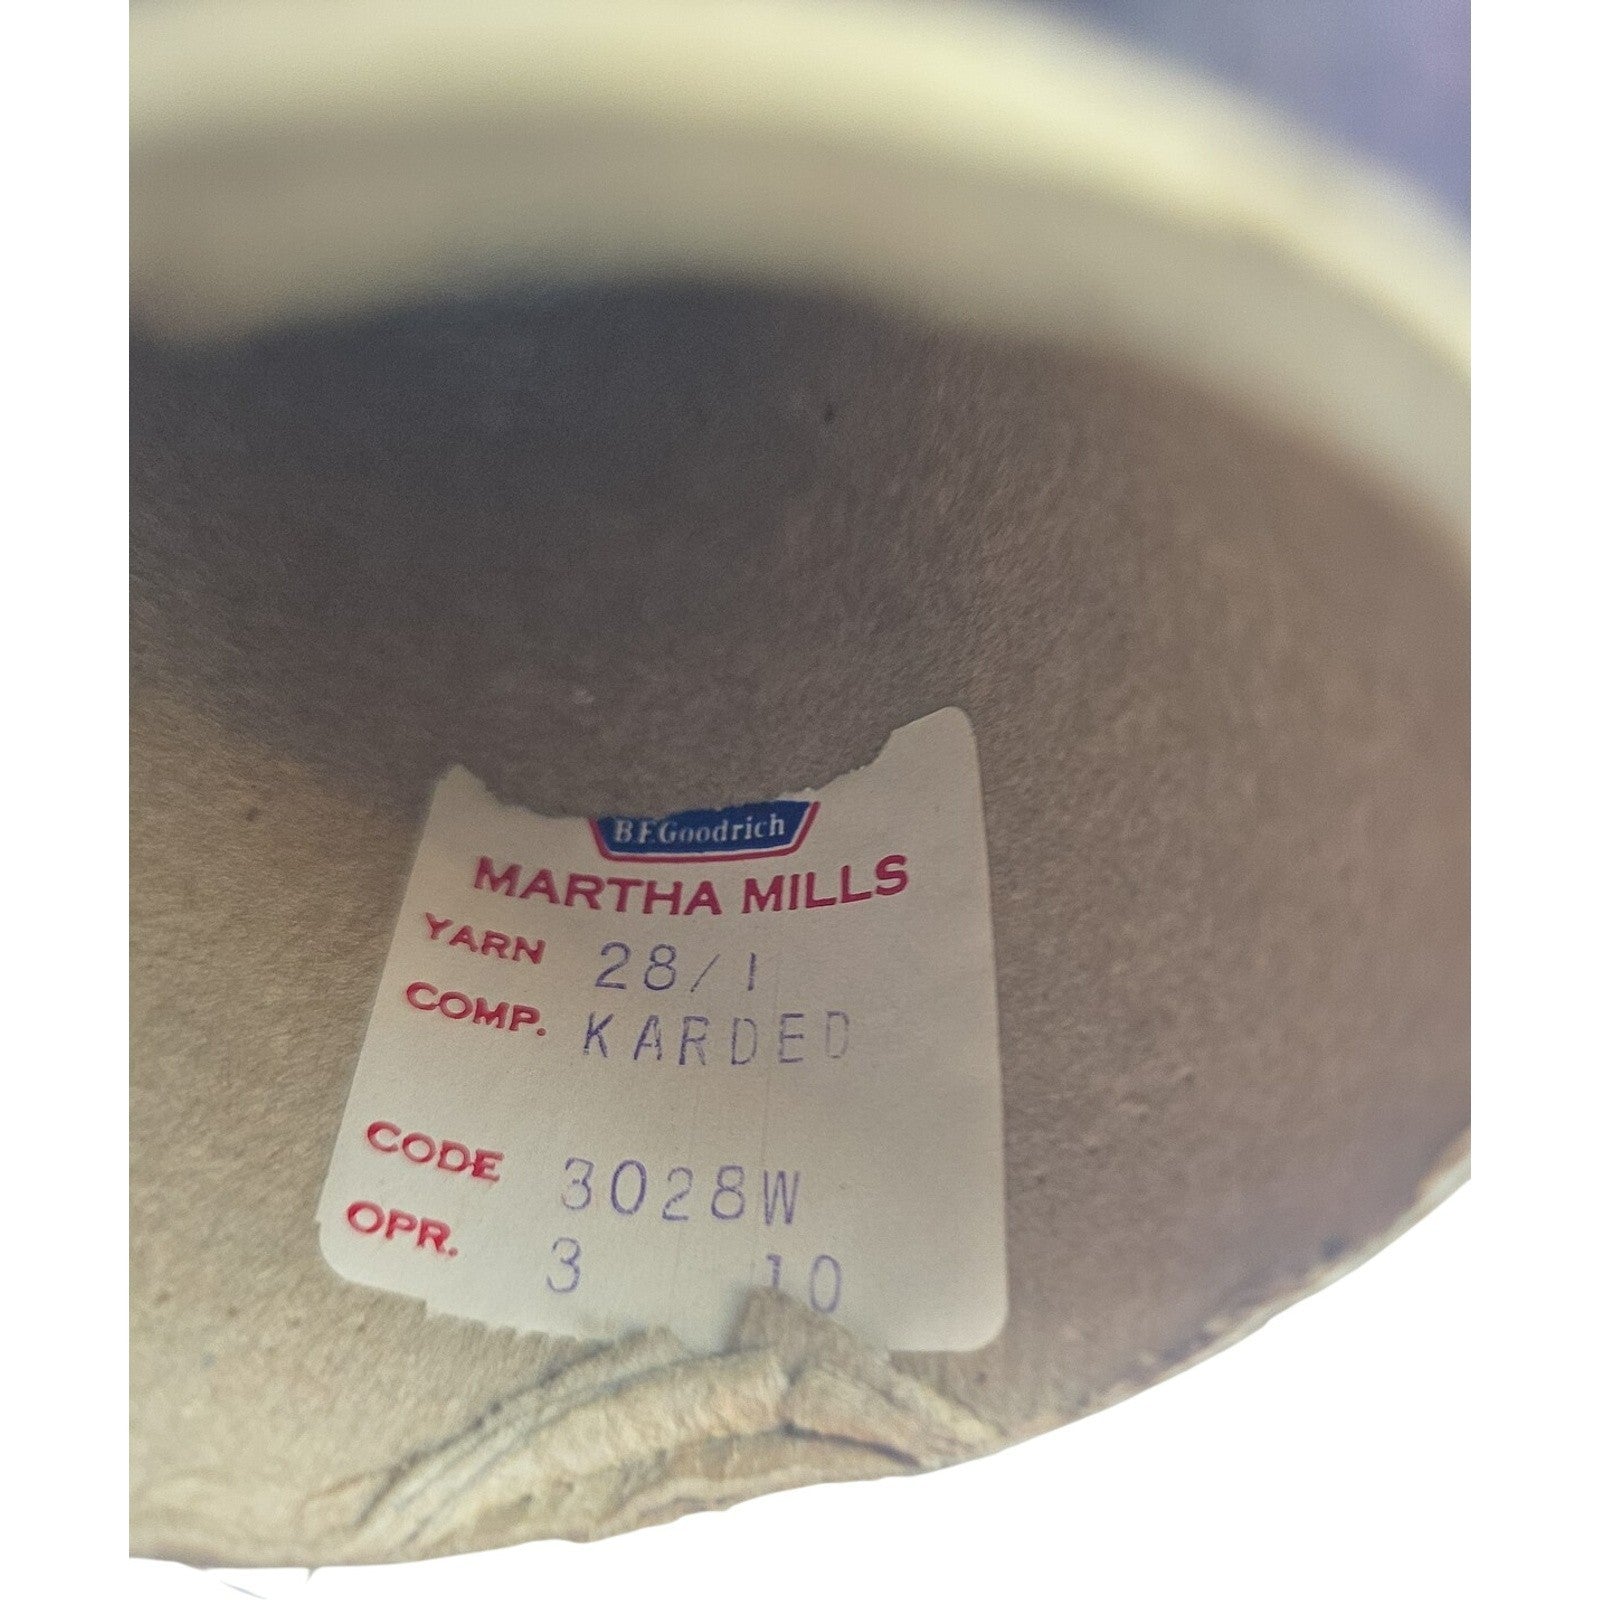 B.F.Goodrich
MARTHA MILLS
YARN 28/1
COMP. KARDED
CODE 3028W
OPR. 3 10